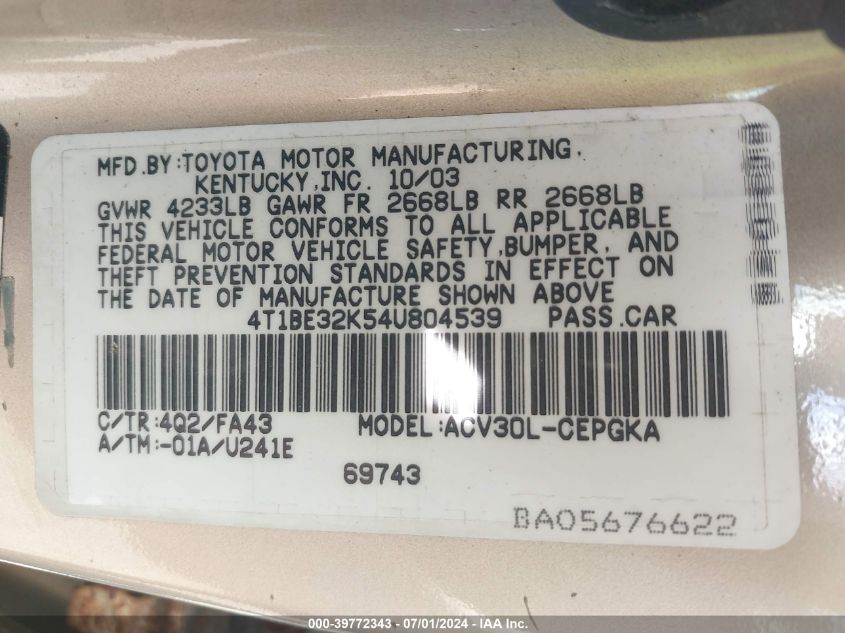 MFD.BY:TOYOTA MOTOR MANUFACTURING,
KENTUCKY,INC. 10/03
GVWR 4233LB GAWR FR 2668LB RR 2668LB
THIS VEHICLE CONFORMS TO ALL APPLICABLE
FEDERAL MOTOR VEHICLE SAFETY,BUMPER, AND
THEFT PREVENTION STANDARDS IN EFFECT ON
THE DATE OF MANUFACTURE SHOWN ABOVE
4T1BE32K54U804539 PASS.CAR
C/TR:4Q2/FA43 MODEL:ACV30L-CEPGKA
A/TM:-01A/U241E
69743
BA05676622
000-39772343 / 07/01/2024 - IAA Inc.